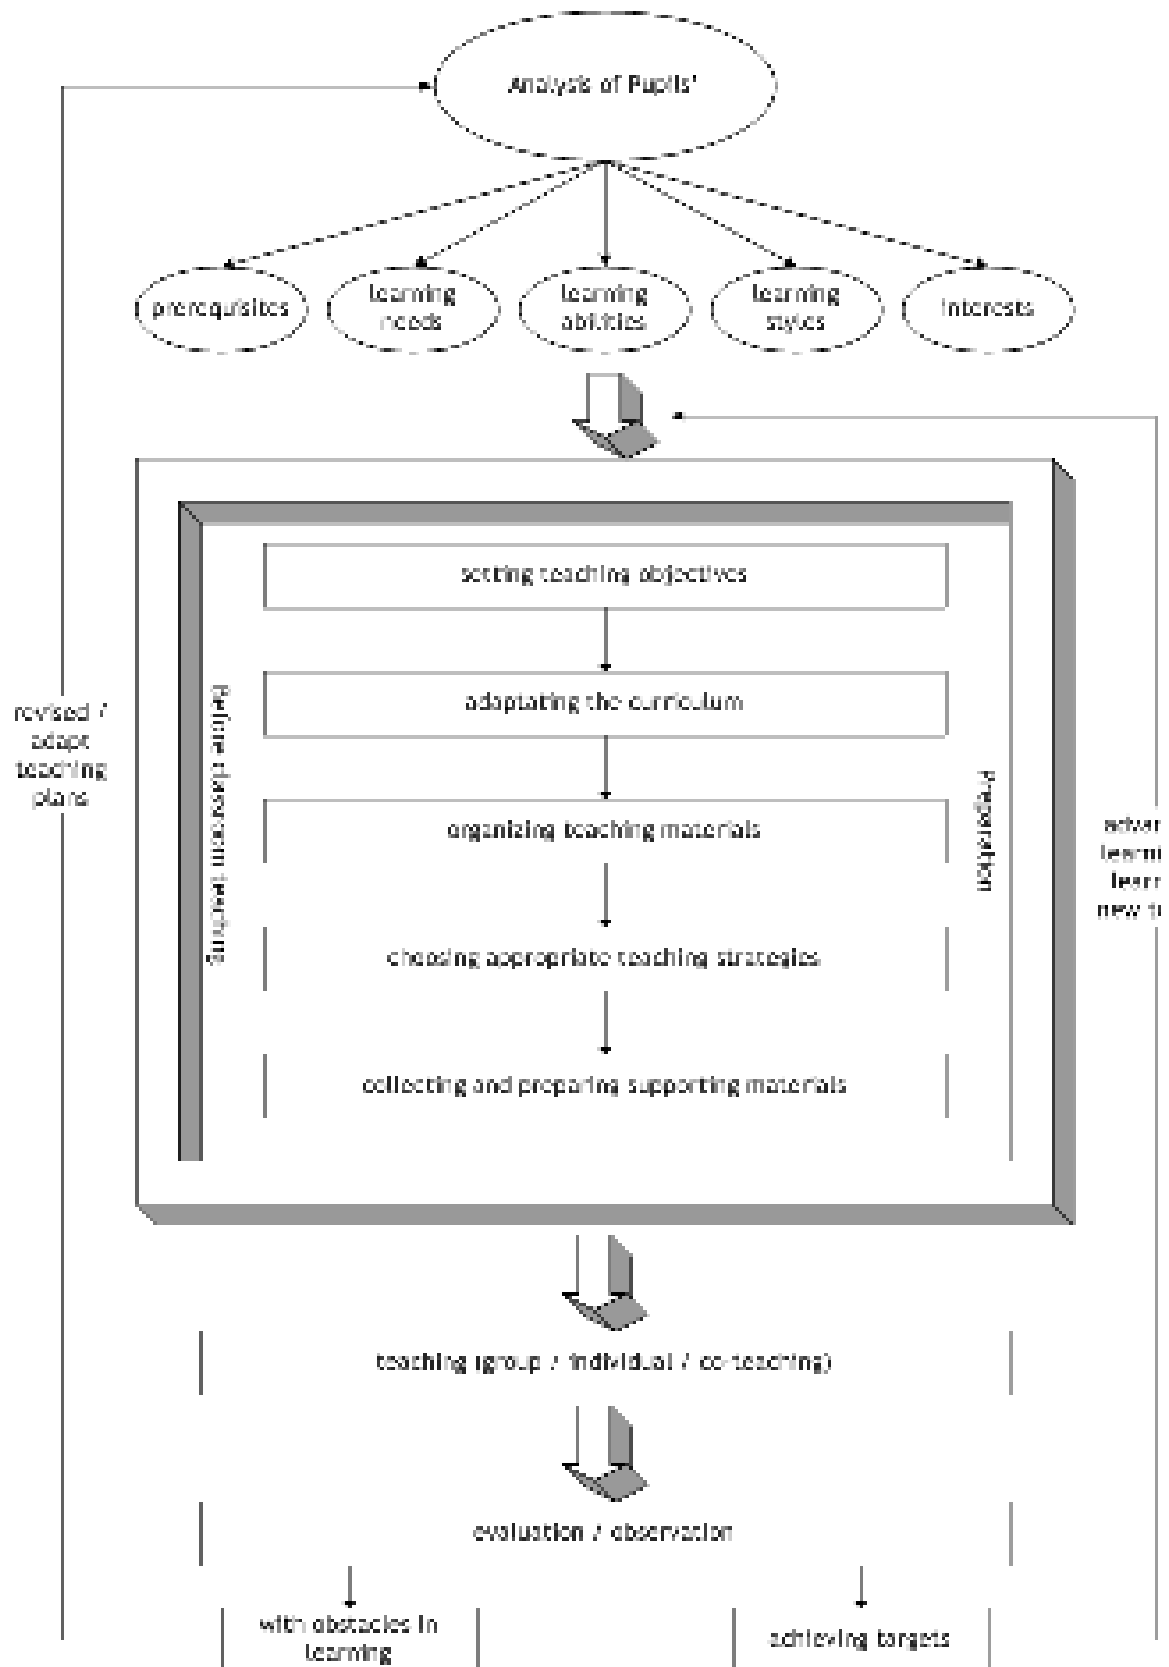 Analysis of Pupils'
prerequisites
learning
needs
learning
abilities
learning
styles
interests
setting teaching objectives
adaptating the curriculum
organizing teaching materials
choosing appropriate teaching strategies
collecting and preparing supporting materials
Before classroom teaching
Preparation
revised /
adapt
teaching
plans
new
teaching (group / individual / co-teaching)
evaluation / observation
with obstacles in
learning
achieving targets